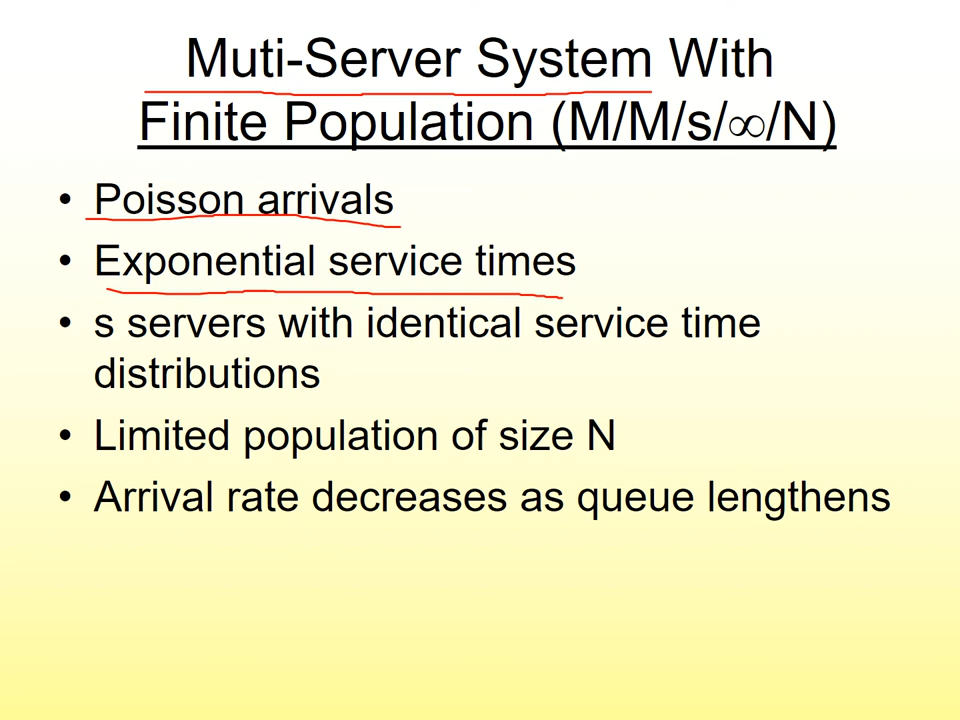 Muti-Server System With
Finite Population (M/M/s/∞/N)
• Poisson arrivals
• Exponential service times
• s servers with identical service time
distributions
• Limited population of size N
• Arrival rate decreases as queue lengthens